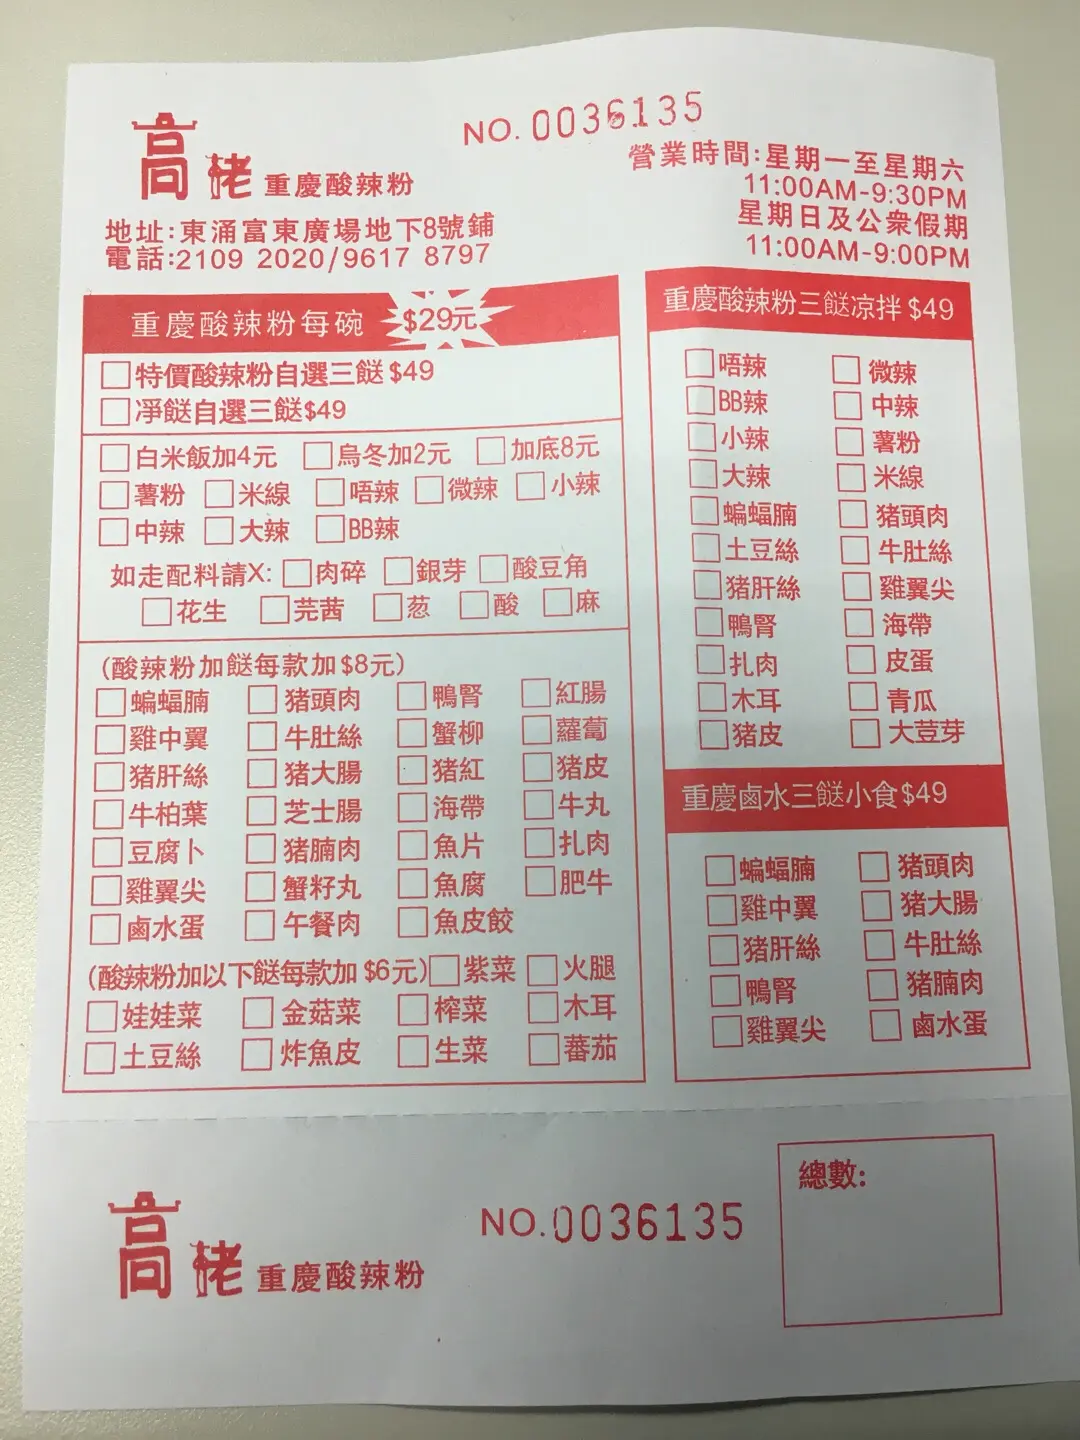 高佬重慶酸辣粉
NO. 0036135
地址:東涌富東廣場地下8號鋪
電話:2109 2020/9617 8797
營業時間:星期一至星期六
11:00AM-9:30PM
星期日及公衆假期
11:00AM-9:00PM
重慶酸辣粉每碗 $29元
特價酸辣粉自選三餸 $49
凈餸自選三餸$49
白米飯加4元 烏冬加2元 加底8元
薯粉 米線 唔辣 微辣 小辣
中辣 大辣 BB辣
如走配料請X: 肉碎 銀芽 酸豆角
花生 芫茜 葱 酸 麻
(酸辣粉加餸每款加 $8元)
蝙蝠腩 猪頭肉 鴨腎 紅腸
雞中翼 牛肚絲 蟹柳 蘿蔔
猪肝絲 猪大腸 猪紅 猪皮
牛柏葉 芝士腸 海帶 牛丸
豆腐卜 猪腩肉 魚片 扎肉
雞翼尖 蟹籽丸 魚腐 肥牛
鹵水蛋 午餐肉 魚皮餃
(酸辣粉加以下餸每款加 $6元) 紫菜 火腿
娃娃菜 金菇菜 榨菜 木耳
土豆絲 炸魚皮 生菜 蕃茄
重慶酸辣粉三餸凉拌 $49
唔辣 微辣
BB辣 中辣
小辣 薯粉
大辣 米線
蝙蝠腩 猪頭肉
土豆絲 牛肚絲
猪肝絲 雞翼尖
鴨腎 海帶
扎肉 皮蛋
木耳 青瓜
猪皮 大荳芽
重慶鹵水三餸小食 $49
蝙蝠腩 猪頭肉
雞中翼 猪大腸
猪肝絲 牛肚絲
鴨腎 猪腩肉
雞翼尖 鹵水蛋
高佬重慶酸辣粉
NO. 0036135
總數: